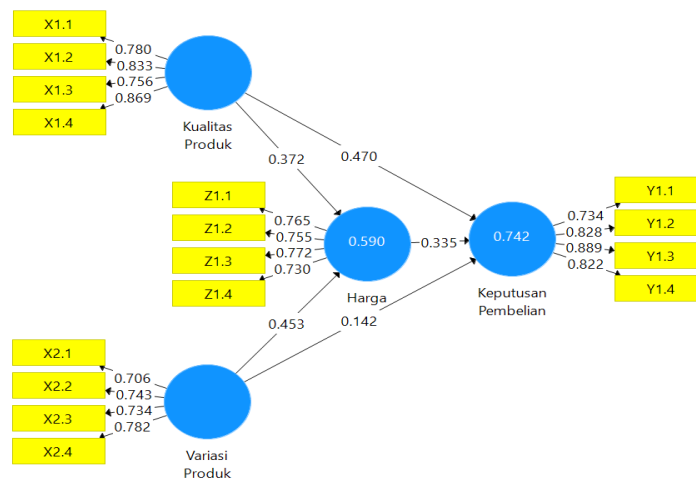 X1.1
X1.2
X1.3
X1.4
0.780
0.833
0.756
0.869
Kualitas
Produk
0.372
0.470
Z1.1
Z1.2
Z1.3
Z1.4
0.765
0.755
0.772
0.730
0.590
Harga
0.335
0.742
Keputusan
Pembelian
0.734
0.828
0.889
0.822
Y1.1
Y1.2
Y1.3
Y1.4
0.453
0.142
X2.1
X2.2
X2.3
X2.4
0.706
0.743
0.734
0.782
Variasi
Produk